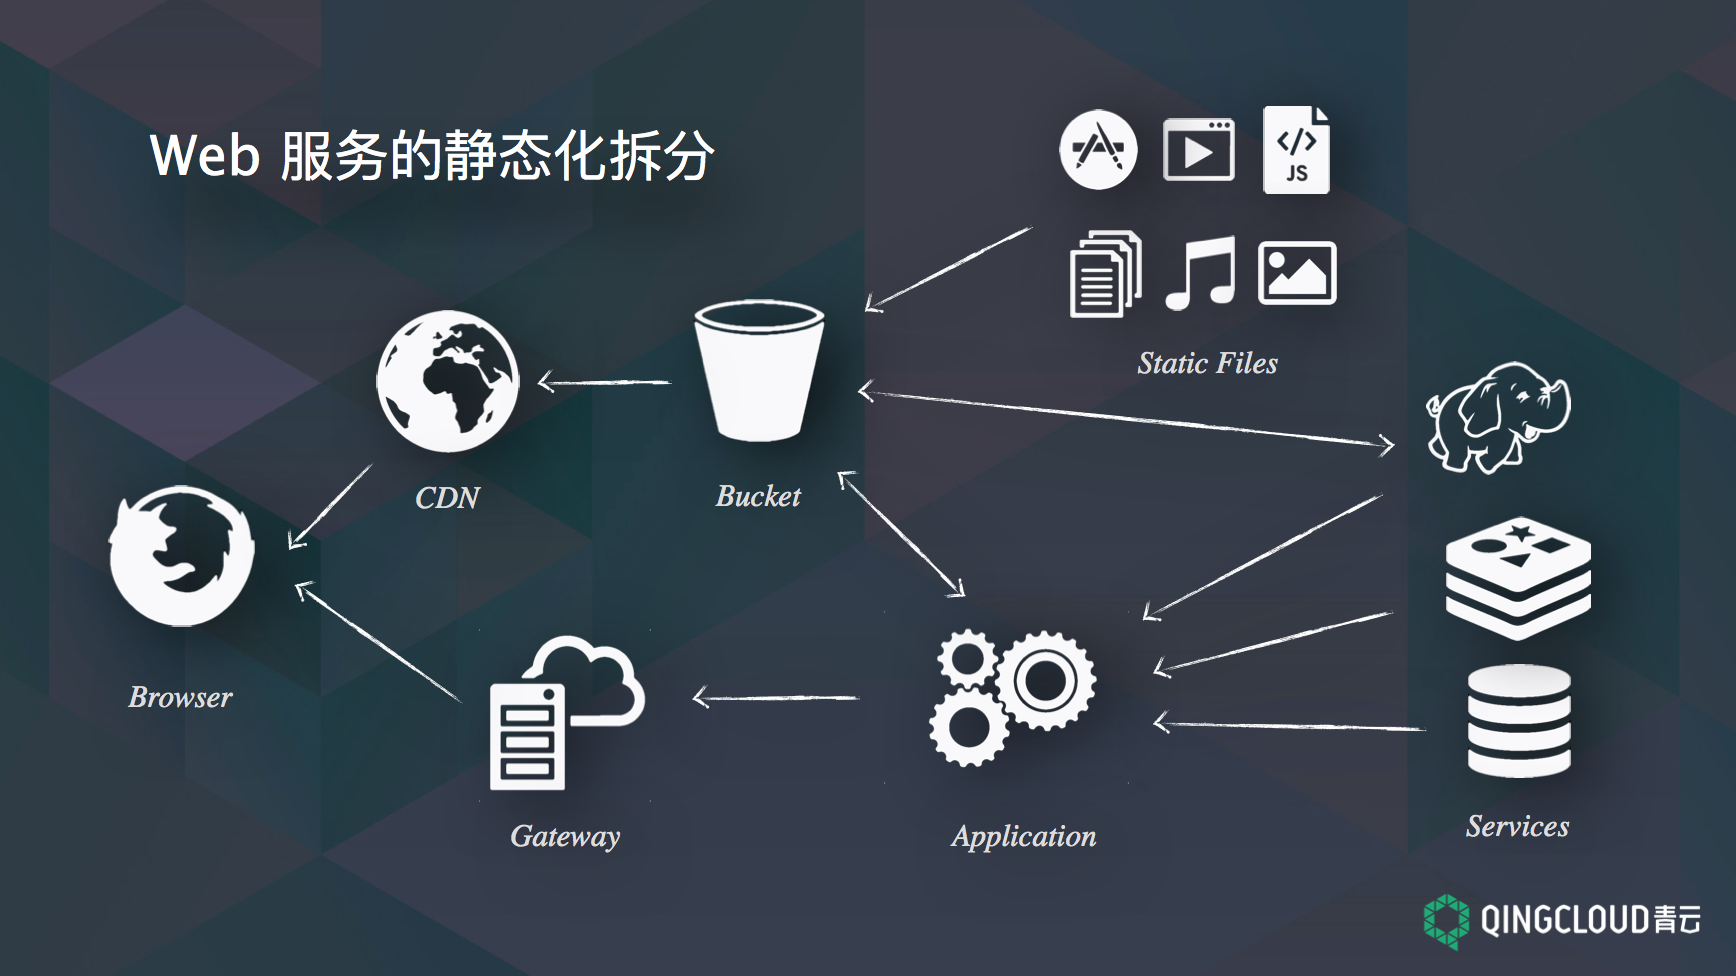 Web 服务的静态化拆分
JS
Static Files
CDN
Bucket
Browser
Gateway
Application
Services
QINGCLOUD青云